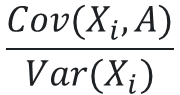 Cov(X_i, A)
Var(X_i)